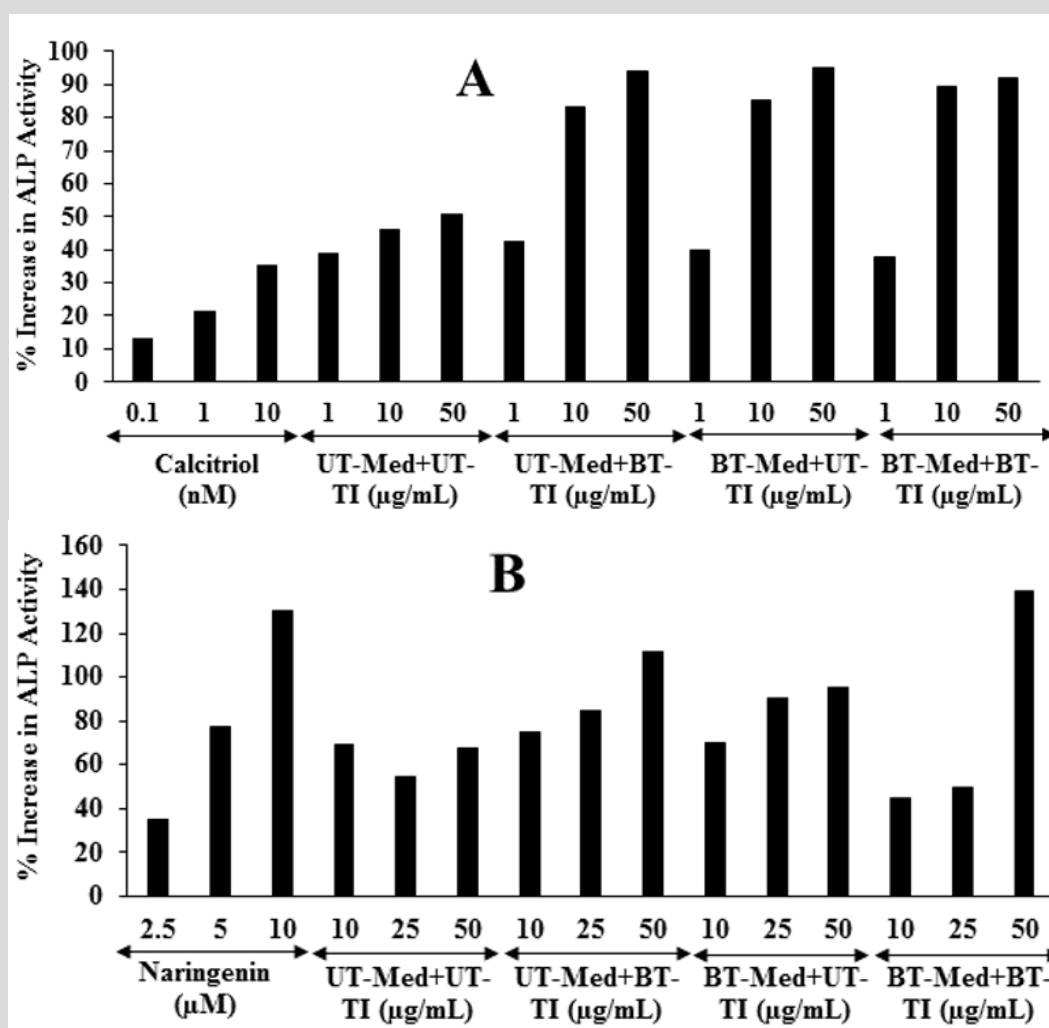 A
% Increase in ALP Activity
100
90
80
70
60
50
40
30
20
10
0
0.1 1 10 1 10 50 1 10 50 1 10 50 1 10 50
Calcitriol UT-Med+UT- UT-Med+BT- BT-Med+UT- BT-Med+BT-
(nM) TI (µg/mL) TI (µg/mL) TI (µg/mL) TI (µg/mL)
B
% Increase in ALP Activity
160
140
120
100
80
60
40
20
0
2.5 5 10 10 25 50 10 25 50 10 25 50 10 25 50
Naringenin UT-Med+UT- UT-Med+BT- BT-Med+UT- BT-Med+BT-
(µM) TI (µg/mL) TI (µg/mL) TI (µg/mL) TI (µg/mL)